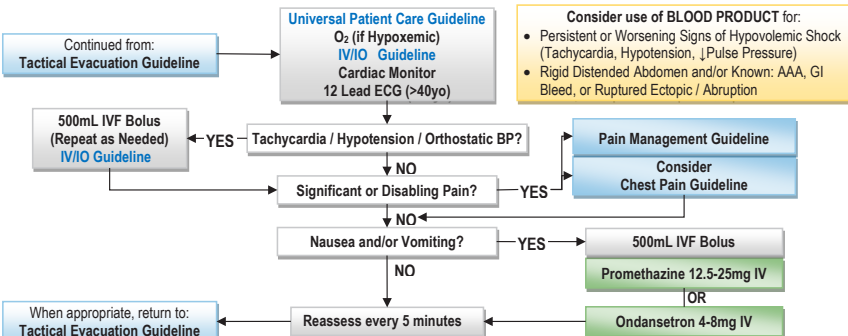 Universal Patient Care Guideline
O₂ (if Hypoxemic)
IV/IO Guideline
Cardiac Monitor
12 Lead ECG (>40yo)
Continued from:
Tactical Evacuation Guideline
Consider use of BLOOD PRODUCT for:
• Persistent or Worsening Signs of Hypovolemic Shock
(Tachycardia, Hypotension, ↓Pulse Pressure)
• Rigid Distended Abdomen and/or Known: AAA, GI
Bleed, or Ruptured Ectopic / Abruption
500mL IVF Bolus
(Repeat as Needed)
IV/IO Guideline
YES
Tachycardia / Hypotension / Orthostatic BP?
Pain Management Guideline
NO
Significant or Disabling Pain?
YES
Consider
Chest Pain Guideline
NO
Nausea and/or Vomiting?
YES
500mL IVF Bolus
NO
Promethazine 12.5-25mg IV
OR
Ondansetron 4-8mg IV
Reassess every 5 minutes
When appropriate, return to:
Tactical Evacuation Guideline